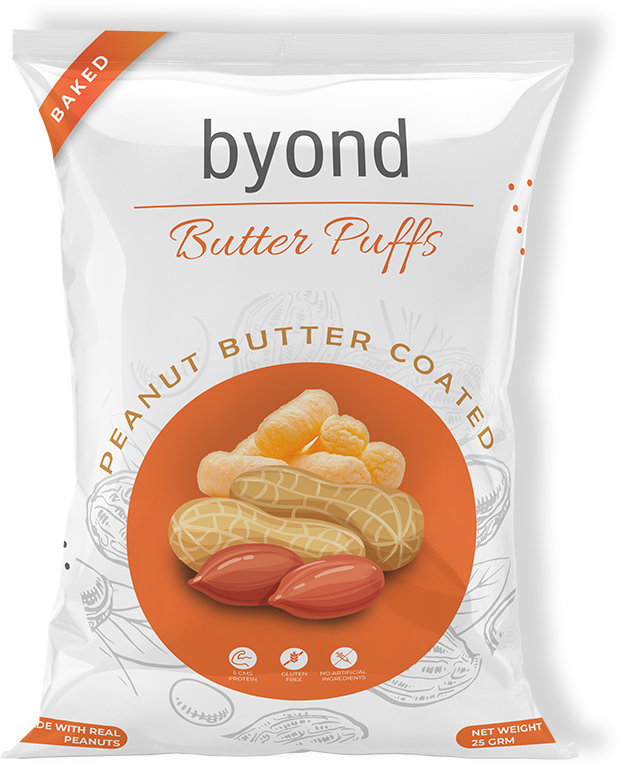 BAKED
byond
Butter Puffs
PEANUT BUTTER COATED
5 GMS
PROTEIN
GLUTEN
FREE
NO ARTIFICIAL
INGREDIENTS
DE WITH REAL
PEANUTS
NET WEIGHT
25 GRM